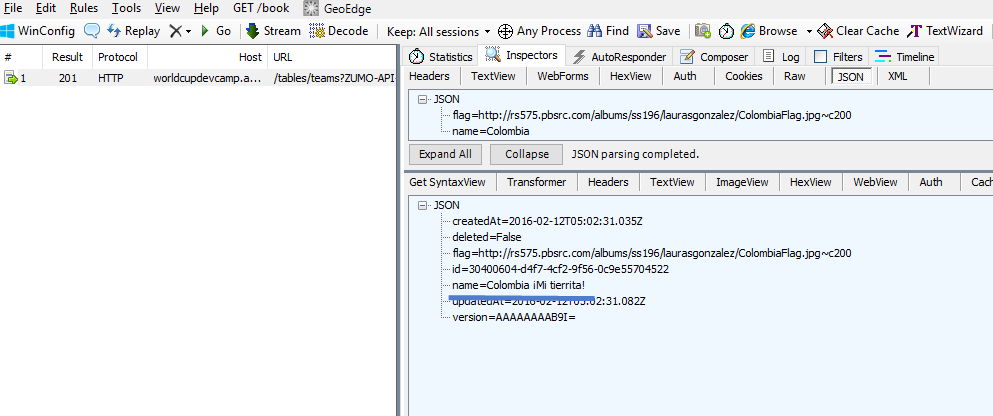 File Edit Rules Tools View Help GET /book GeoEdge
WinConfig Replay Go Stream Decode Keep: All sessions Any Process Find Save Browse Clear Cache TextWizard
# Result Protocol Host URL
1 201 HTTP worldcupdevcamp.a... /tables/teams?ZUMO-API-
Statistics Inspectors AutoResponder Composer Log Filters Timeline
Headers TextView WebForms HexView Auth Cookies Raw JSON XML
JSON
flag=http://rs575.pbsrc.com/albums/ss196/laurasgonzalez/ColombiaFlag.jpg~c200
name=Colombia
Expand All Collapse JSON parsing completed.
Get SyntaxView Transformer Headers TextView ImageView HexView WebView Auth Cach
JSON
createdAt=2016-02-12T05:02:31.035Z
deleted=False
flag=http://rs575.pbsrc.com/albums/ss196/laurasgonzalez/ColombiaFlag.jpg~c200
id=30400604-d4f7-4cf2-9f56-0c9e55704522
name=Colombia ¡Mi tierrita!
updatedAt=2016-02-12T05:02:31.082Z
version=AAAAAAAAB9I=